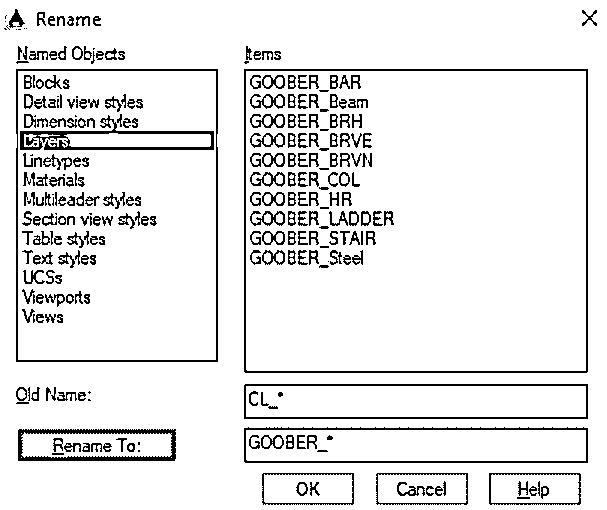 Rename
Named Objects
Items
Blocks
Detail view styles
Dimension styles
Layers
Linetypes
Materials
Multileader styles
Section view styles
Table styles
Text styles
UCSs
Viewports
Views
GOOBER_BAR
GOOBER_Beam
GOOBER_BRH
GOOBER_BRVE
GOOBER_BRVN
GOOBER_COL
GOOBER_HR
GOOBER_LADDER
GOOBER_STAIR
GOOBER_Steel
Old Name:
CL_*
Rename To:
GOOBER_*
OK
Cancel
Help